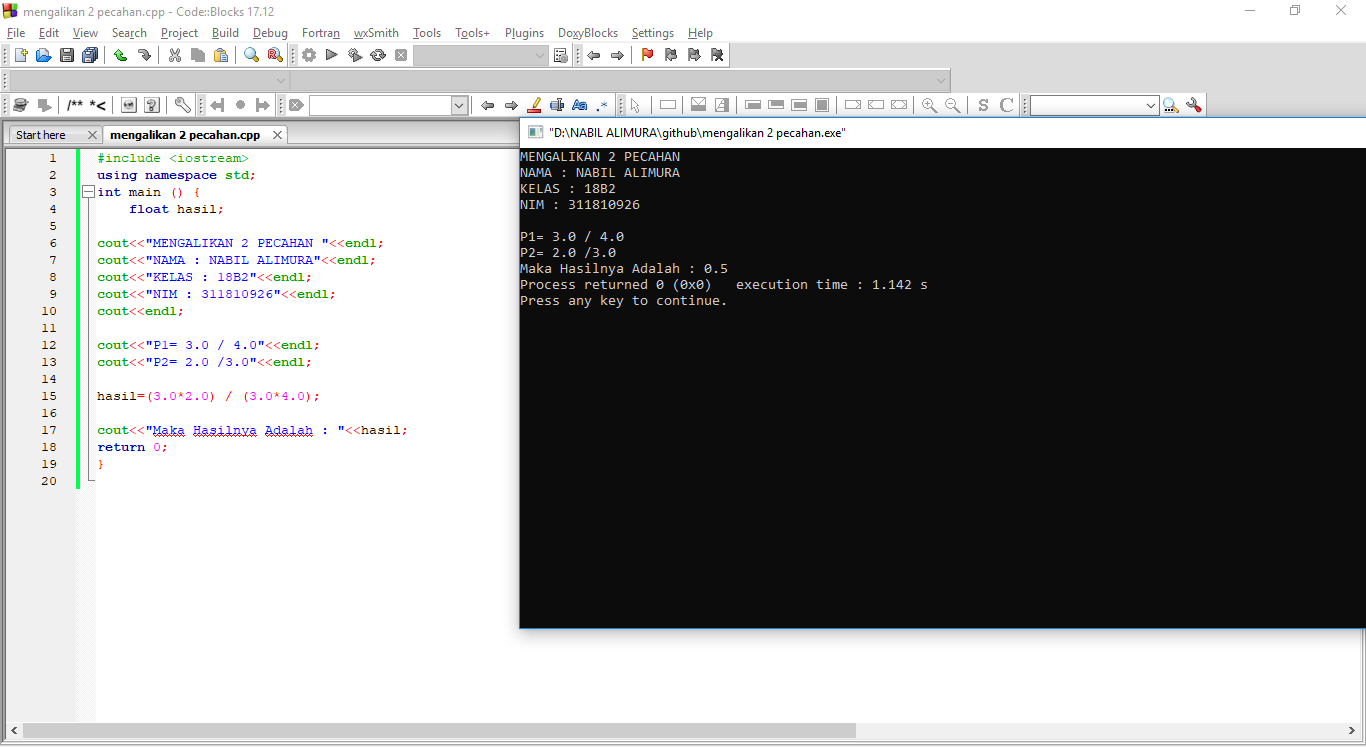 mengalikan 2 pecahan.cpp - Code::Blocks 17.12
File Edit View Search Project Build Debug Fortran wxSmith Tools Tools+ Plugins DoxyBlocks Settings Help
/** *<
Aa .*
S C
Start here
mengalikan 2 pecahan.cpp
1 #include <iostream>
2 using namespace std;
3 int main () {
4 float hasil;
5
6 cout<<"MENGALIKAN 2 PECAHAN "<<endl;
7 cout<<"NAMA : NABIL ALIMURA"<<endl;
8 cout<<"KELAS : 18B2"<<endl;
9 cout<<"NIM : 311810926"<<endl;
10 cout<<endl;
11
12 cout<<"P1= 3.0 / 4.0"<<endl;
13 cout<<"P2= 2.0 /3.0"<<endl;
14
15 hasil=(3.0*2.0) / (3.0*4.0);
16
17 cout<<"Maka Hasilnya Adalah : "<<hasil;
18 return 0;
19 }
20
"D:\NABIL ALIMURA\github\mengalikan 2 pecahan.exe"
MENGALIKAN 2 PECAHAN
NAMA : NABIL ALIMURA
KELAS : 18B2
NIM : 311810926
P1= 3.0 / 4.0
P2= 2.0 /3.0
Maka Hasilnya Adalah : 0.5
Process returned 0 (0x0)   execution time : 1.142 s
Press any key to continue.